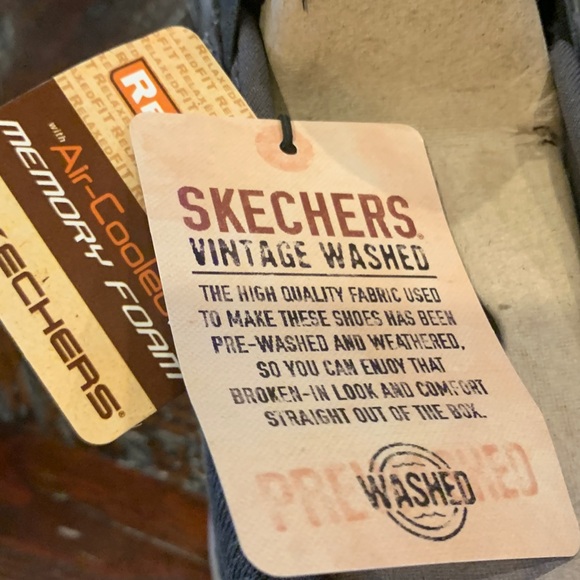 RELAXED FIT
with
Air-Cooled
MEMORY FOAM
SKECHERS
VINTAGE WASHED
THE HIGH QUALITY FABRIC USED
TO MAKE THESE SHOES HAS BEEN
PRE-WASHED AND WEATHERED,
SO YOU CAN ENJOY THAT
BROKEN-IN LOOK AND COMFORT
STRAIGHT OUT OF THE BOX.
WASHED